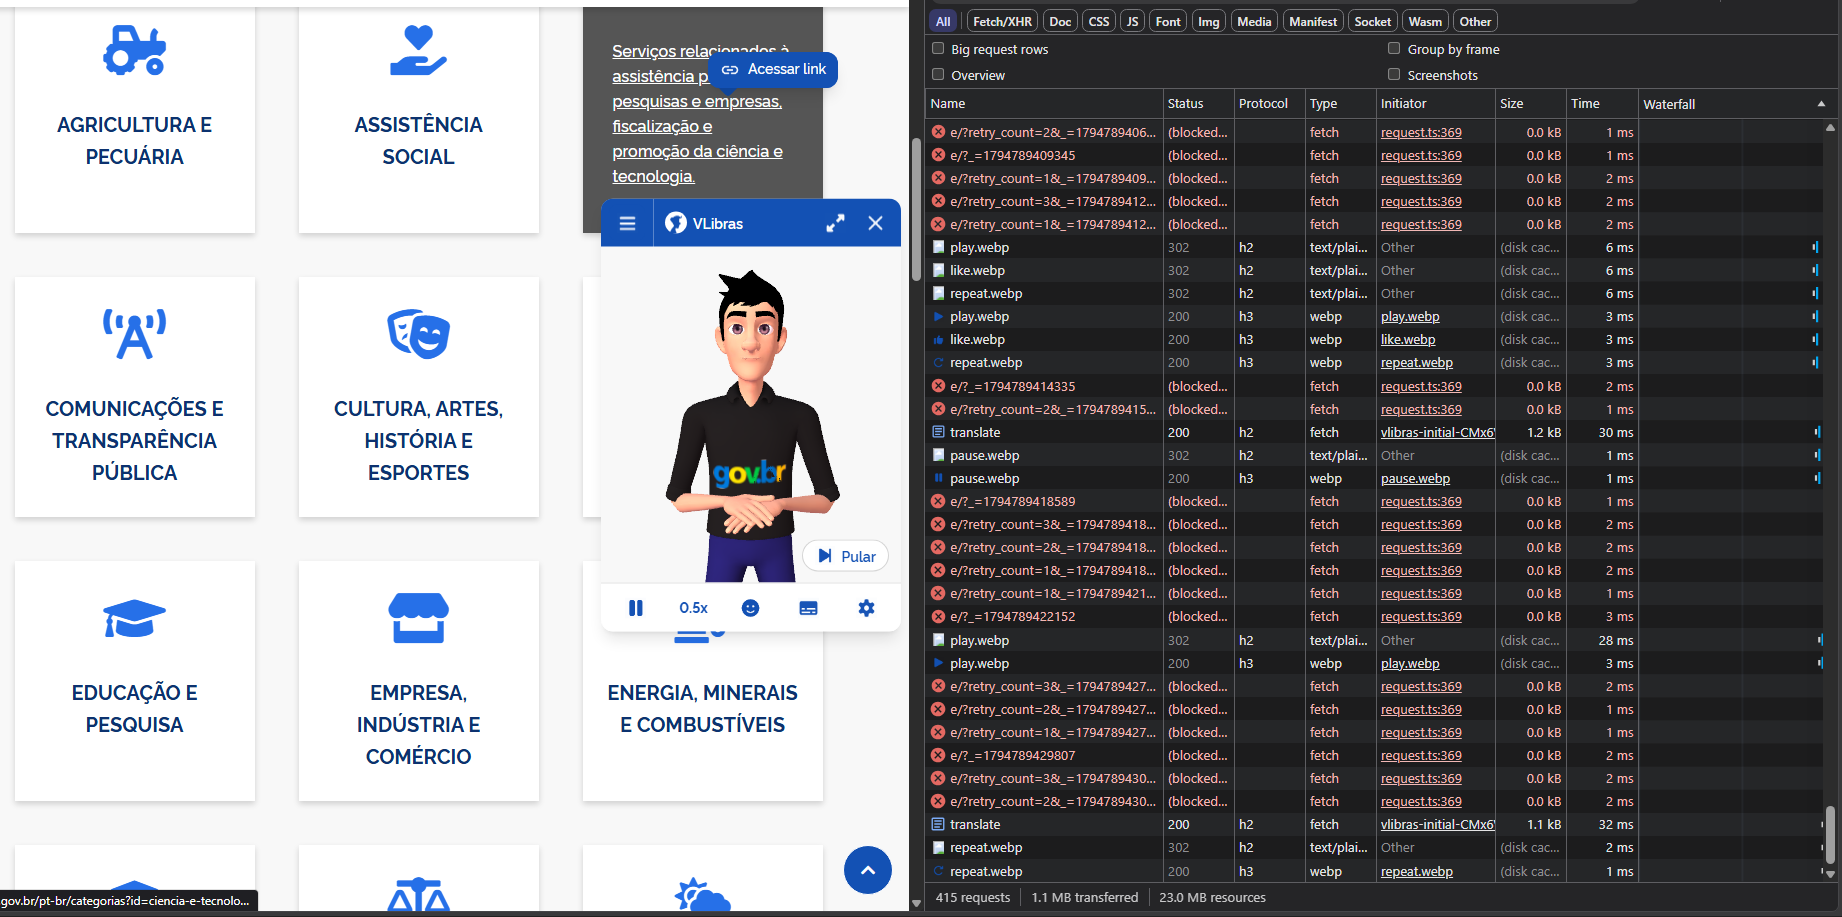 AGRICULTURA E
PECUÁRIA
ASSISTÊNCIA
SOCIAL
Serviços relacionados à
assistência p
pesquisas e empresas,
fiscalização e
promoção da ciência e
tecnologia.
Acessar link
VLibras
gov.br
Pular
0.5x
COMUNICAÇÕES E
TRANSPARÊNCIA
PÚBLICA
CULTURA, ARTES,
HISTÓRIA E
ESPORTES
EDUCAÇÃO E
PESQUISA
EMPRESA,
INDÚSTRIA E
COMÉRCIO
ENERGIA, MINERAIS
E COMBUSTÍVEIS
gov.br/pt-br/categorias?id=ciencia-e-tecnolo...
All Fetch/XHR Doc CSS JS Font Img Media Manifest Socket Wasm Other
Big request rows Group by frame
Overview Screenshots
Name Status Protocol Type Initiator Size Time Waterfall
e/?retry_count=2&_=1794789406... (blocked... fetch request.ts:369 0.0 kB 1 ms
e/?_=1794789409345 (blocked... fetch request.ts:369 0.0 kB 1 ms
e/?retry_count=1&_=1794789409... (blocked... fetch request.ts:369 0.0 kB 2 ms
e/?retry_count=3&_=1794789412... (blocked... fetch request.ts:369 0.0 kB 2 ms
e/?retry_count=1&_=1794789412... (blocked... fetch request.ts:369 0.0 kB 2 ms
play.webp 302 h2 text/plai... Other (disk cac... 6 ms
like.webp 302 h2 text/plai... Other (disk cac... 6 ms
repeat.webp 302 h2 text/plai... Other (disk cac... 6 ms
play.webp 200 h3 webp play.webp (disk cac... 3 ms
like.webp 200 h3 webp like.webp (disk cac... 3 ms
repeat.webp 200 h3 webp repeat.webp (disk cac... 3 ms
e/?_=1794789414335 (blocked... fetch request.ts:369 0.0 kB 2 ms
e/?retry_count=2&_=1794789415... (blocked... fetch request.ts:369 0.0 kB 1 ms
translate 200 h2 fetch vlibras-initial-CMx6 1.2 kB 30 ms
pause.webp 302 h2 text/plai... Other (disk cac... 1 ms
pause.webp 200 h3 webp pause.webp (disk cac... 1 ms
e/?_=1794789418589 (blocked... fetch request.ts:369 0.0 kB 1 ms
e/?retry_count=3&_=1794789418... (blocked... fetch request.ts:369 0.0 kB 2 ms
e/?retry_count=2&_=1794789418... (blocked... fetch request.ts:369 0.0 kB 2 ms
e/?retry_count=1&_=1794789418... (blocked... fetch request.ts:369 0.0 kB 2 ms
e/?retry_count=1&_=1794789421... (blocked... fetch request.ts:369 0.0 kB 1 ms
e/?_=1794789422152 (blocked... fetch request.ts:369 0.0 kB 3 ms
play.webp 302 h2 text/plai... Other (disk cac... 28 ms
play.webp 200 h3 webp play.webp (disk cac... 3 ms
e/?retry_count=3&_=1794789427... (blocked... fetch request.ts:369 0.0 kB 2 ms
e/?retry_count=2&_=1794789427... (blocked... fetch request.ts:369 0.0 kB 2 ms
e/?retry_count=1&_=1794789427... (blocked... fetch request.ts:369 0.0 kB 2 ms
e/?_=1794789429807 (blocked... fetch request.ts:369 0.0 kB 2 ms
e/?retry_count=3&_=1794789430... (blocked... fetch request.ts:369 0.0 kB 2 ms
e/?retry_count=2&_=1794789430... (blocked... fetch request.ts:369 0.0 kB 2 ms
translate 200 h2 fetch vlibras-initial-CMx6 1.1 kB 32 ms
repeat.webp 302 h2 text/plai... Other (disk cac... 2 ms
repeat.webp 200 h3 webp repeat.webp (disk cac... 1 ms
415 requests 1.1 MB transferred 23.0 MB resources